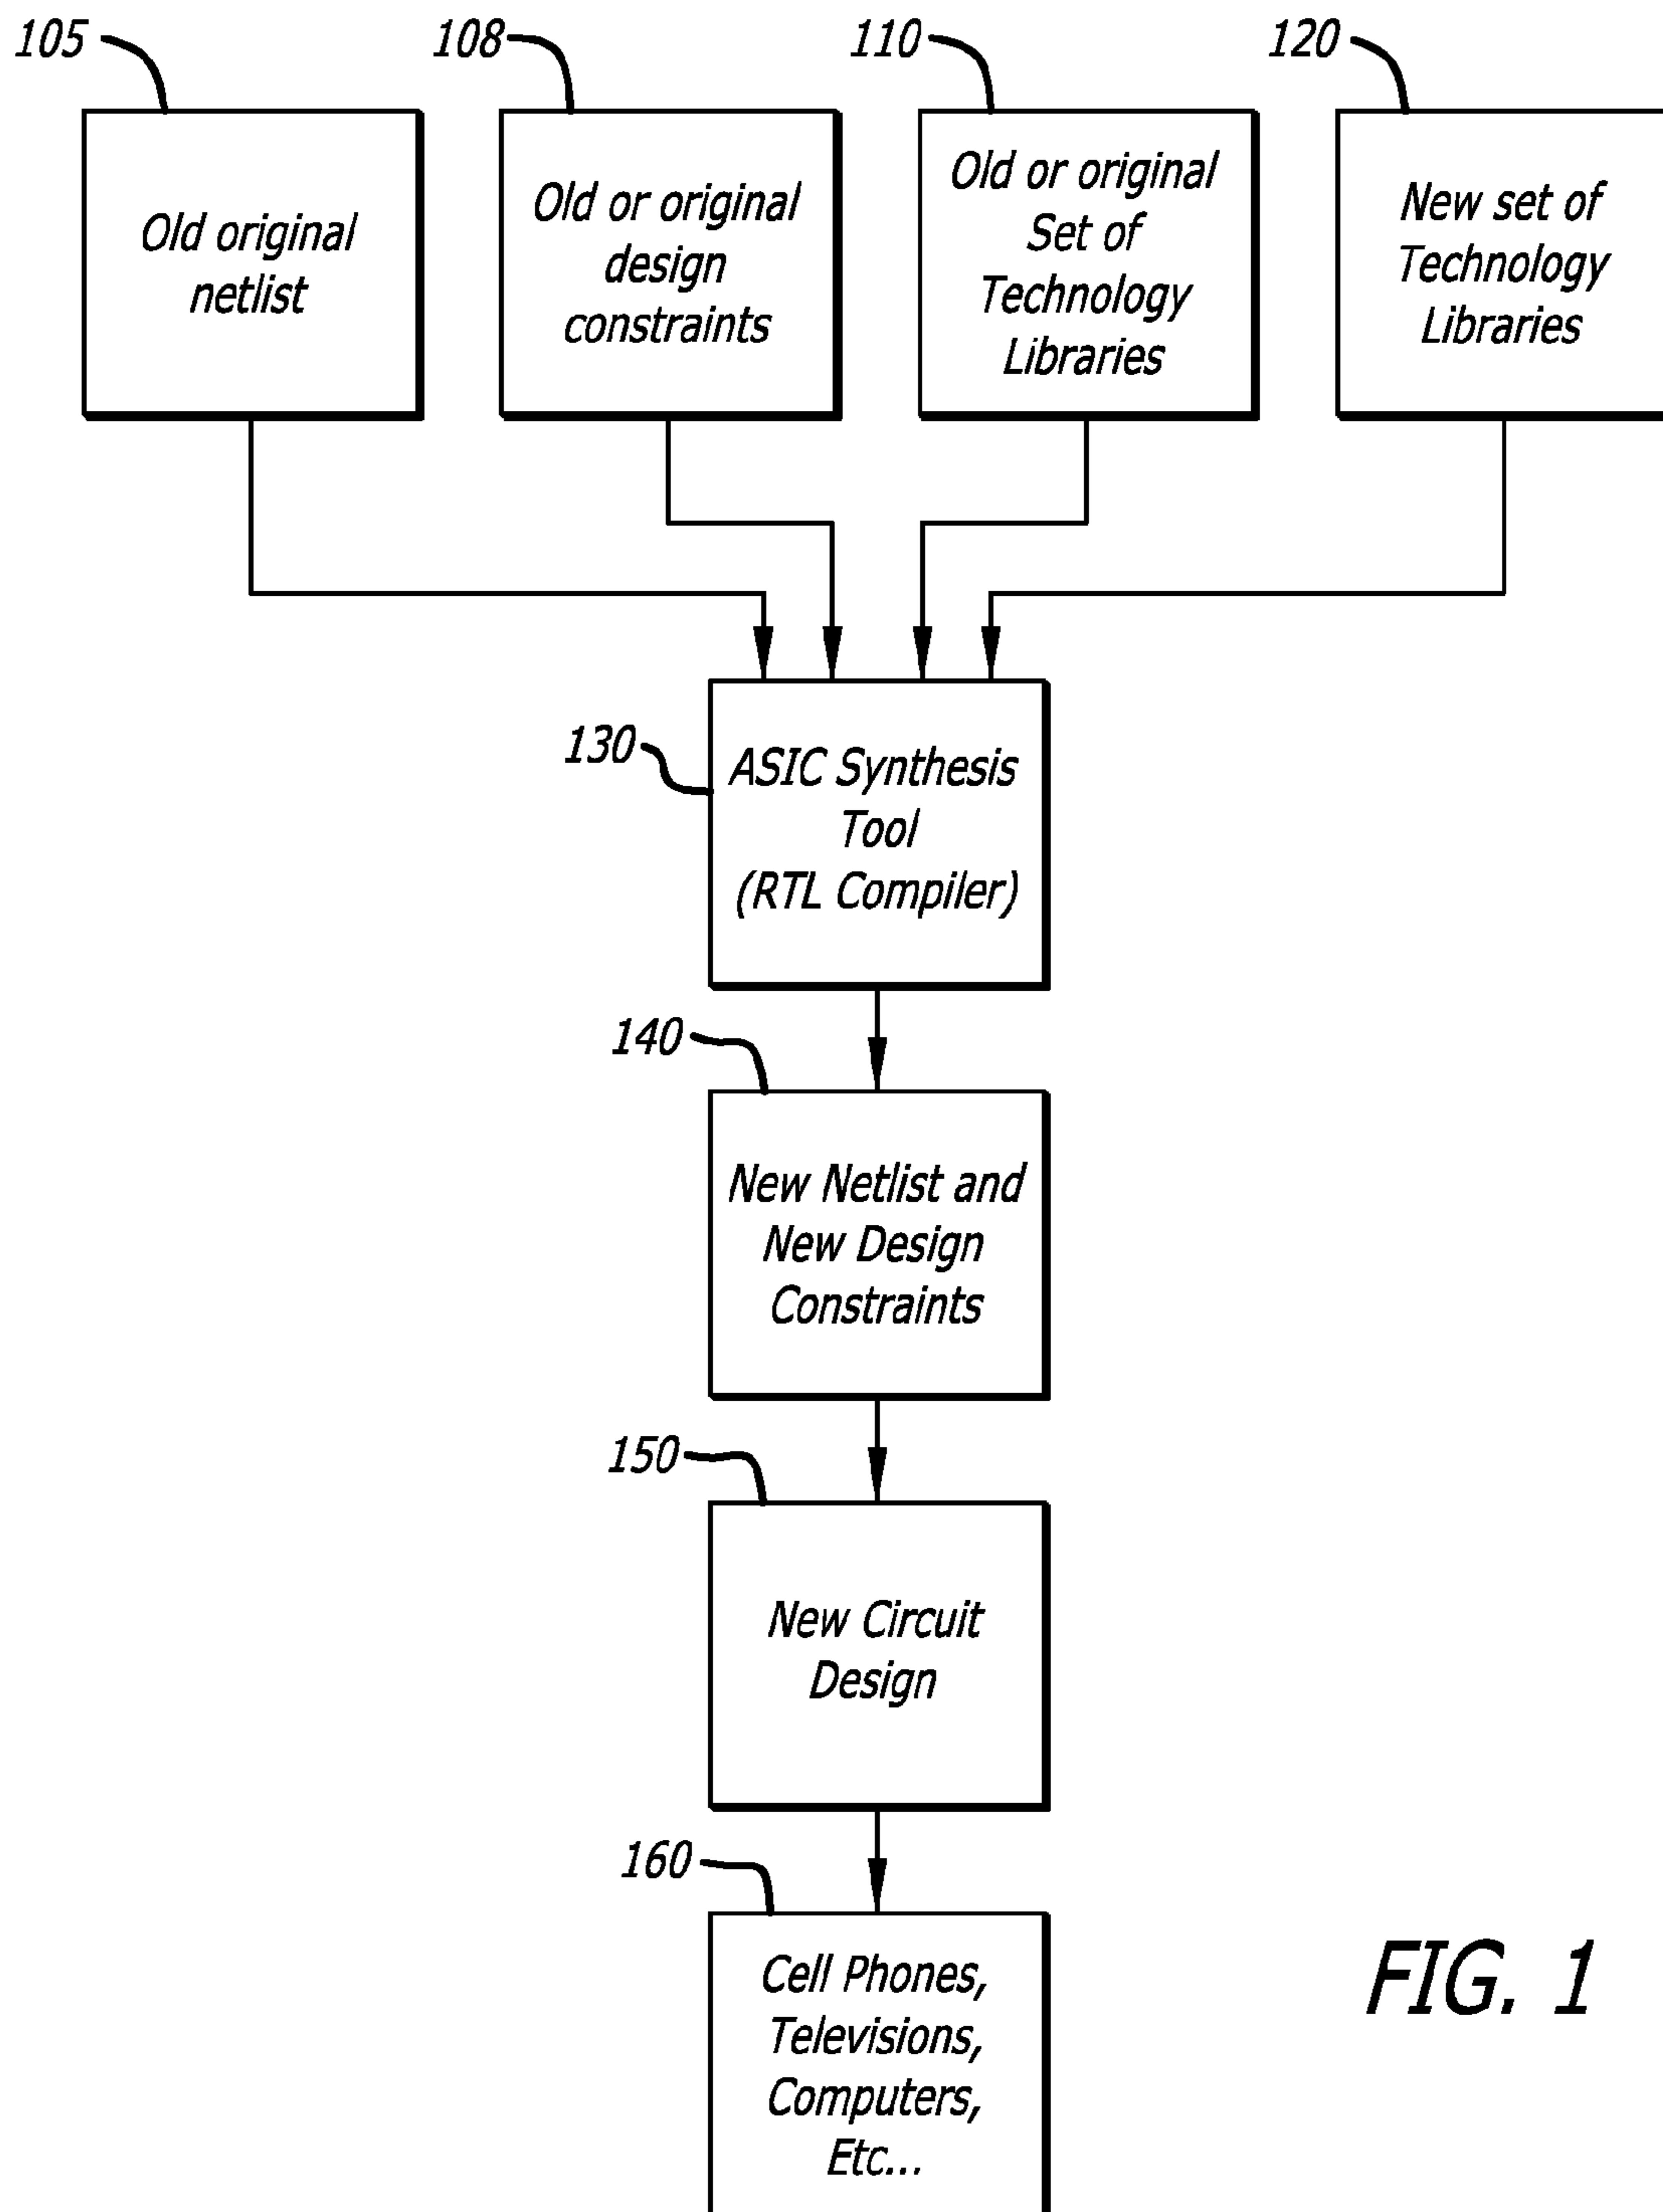 105
108
110
120
Old original
netlist
Old or original
design
constraints
Old or original
Set of
Technology
Libraries
New set of
Technology
Libraries
130
ASIC Synthesis
Tool
(RTL Compiler)
140
New Netlist and
New Design
Constraints
150
New Circuit
Design
160
Cell Phones,
Televisions,
Computers,
Etc...
FIG. 1